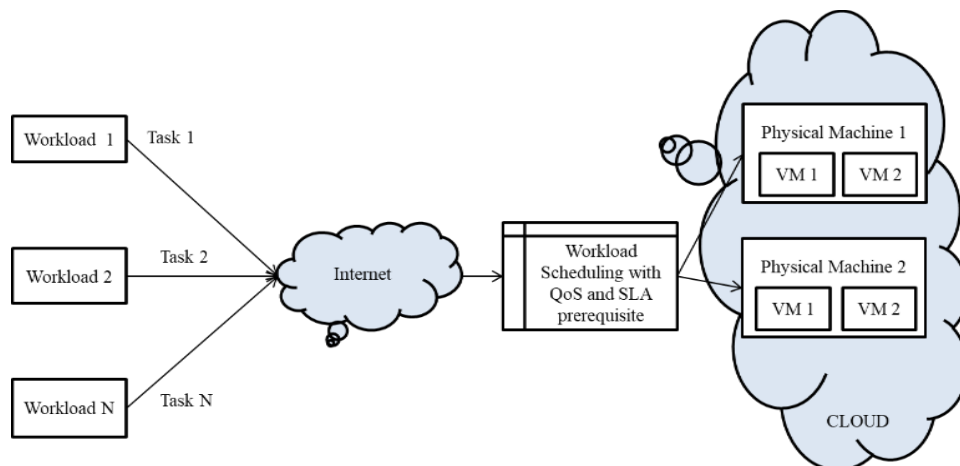 Workload 1
Task 1
Workload 2
Task 2
Workload N
Task N
Internet
Workload
Scheduling with
QoS and SLA
prerequisite
Physical Machine 1
VM 1
VM 2
Physical Machine 2
VM 1
VM 2
CLOUD